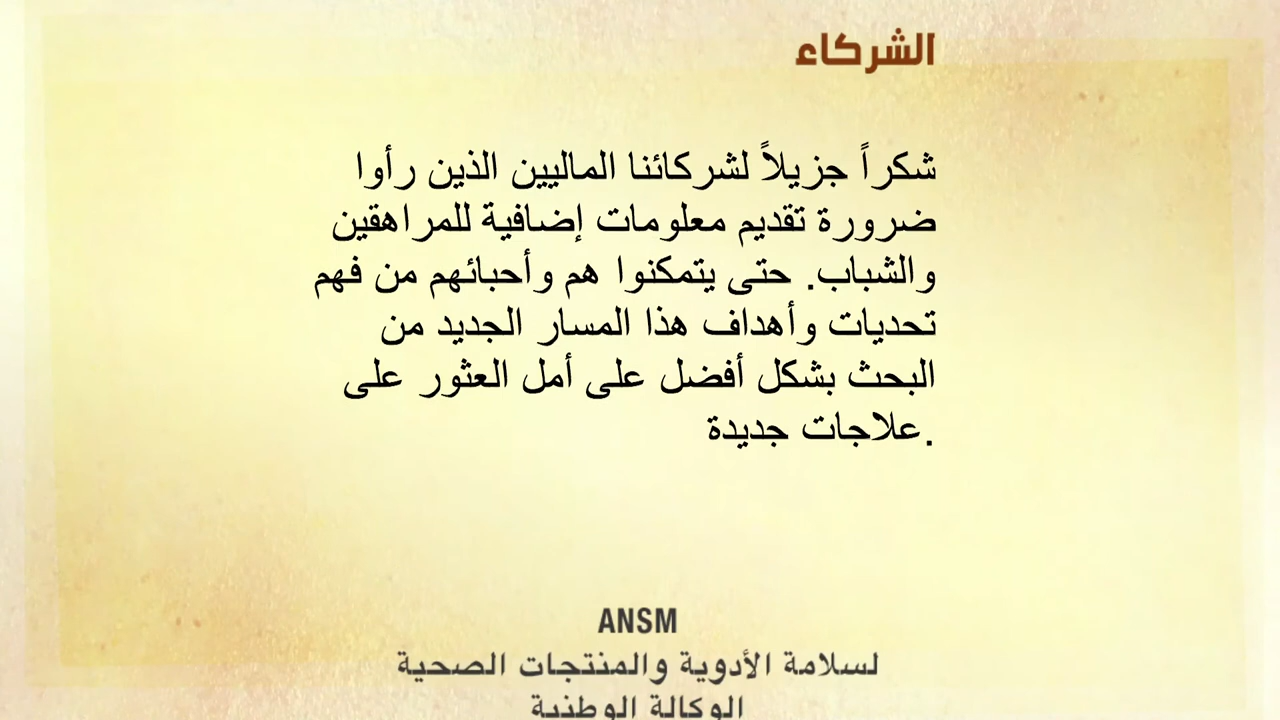 الشركاء
شكراً جزيلاً لشركائنا الماليين الذين رأوا
ضرورة تقديم معلومات إضافية للمراهقين
والشباب. حتى يتمكنوا هم وأحبائهم من فهم
تحديات وأهداف هذا المسار الجديد من
البحث بشكل أفضل على أمل العثور على
.علاجات جديدة
ANSM
لسلامة الأدوية والمنتجات الصحية
الوكالة الوطنية